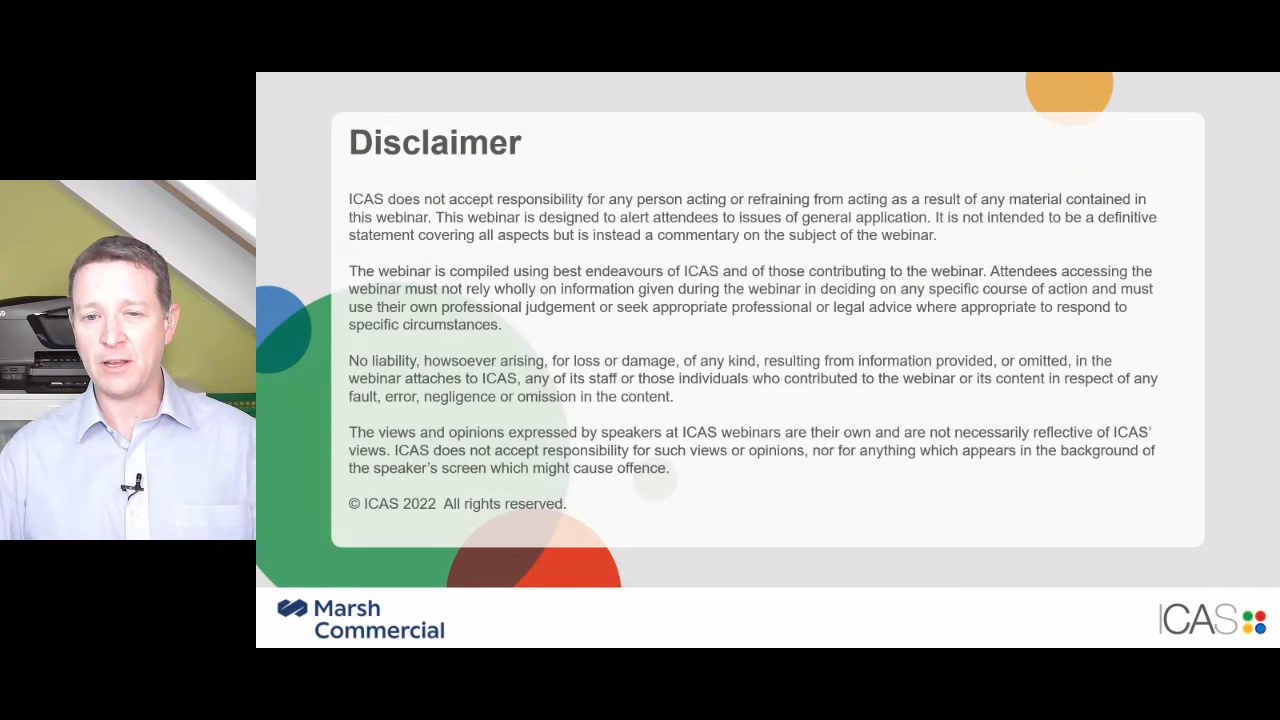 Disclaimer
ICAS does not accept responsibility for any person acting or refraining from acting as a result of any material contained in
this webinar. This webinar is designed to alert attendees to issues of general application. It is not intended to be a definitive
statement covering all aspects but is instead a commentary on the subject of the webinar.
The webinar is compiled using best endeavours of ICAS and of those contributing to the webinar. Attendees accessing the
webinar must not rely wholly on information given during the webinar in deciding on any specific course of action and must
use their own professional judgement or seek appropriate professional or legal advice where appropriate to respond to
specific circumstances.
No liability, howsoever arising, for loss or damage, of any kind, resulting from information provided, or omitted, in the
webinar attaches to ICAS, any of its staff or those individuals who contributed to the webinar or its content in respect of any
fault, error, negligence or omission in the content.
The views and opinions expressed by speakers at ICAS webinars are their own and are not necessarily reflective of ICAS’
views. ICAS does not accept responsibility for such views or opinions, nor for anything which appears in the background of
the speaker’s screen which might cause offence.
© ICAS 2022 All rights reserved.
Marsh
Commercial
ICAS